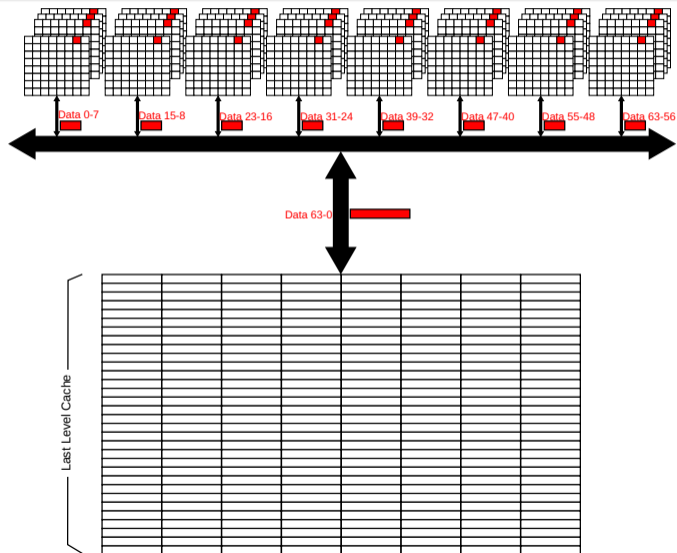 Data 0-7
Data 15-8
Data 23-16
Data 31-24
Data 39-32
Data 47-40
Data 55-48
Data 63-56
Data 63-0
Last Level Cache